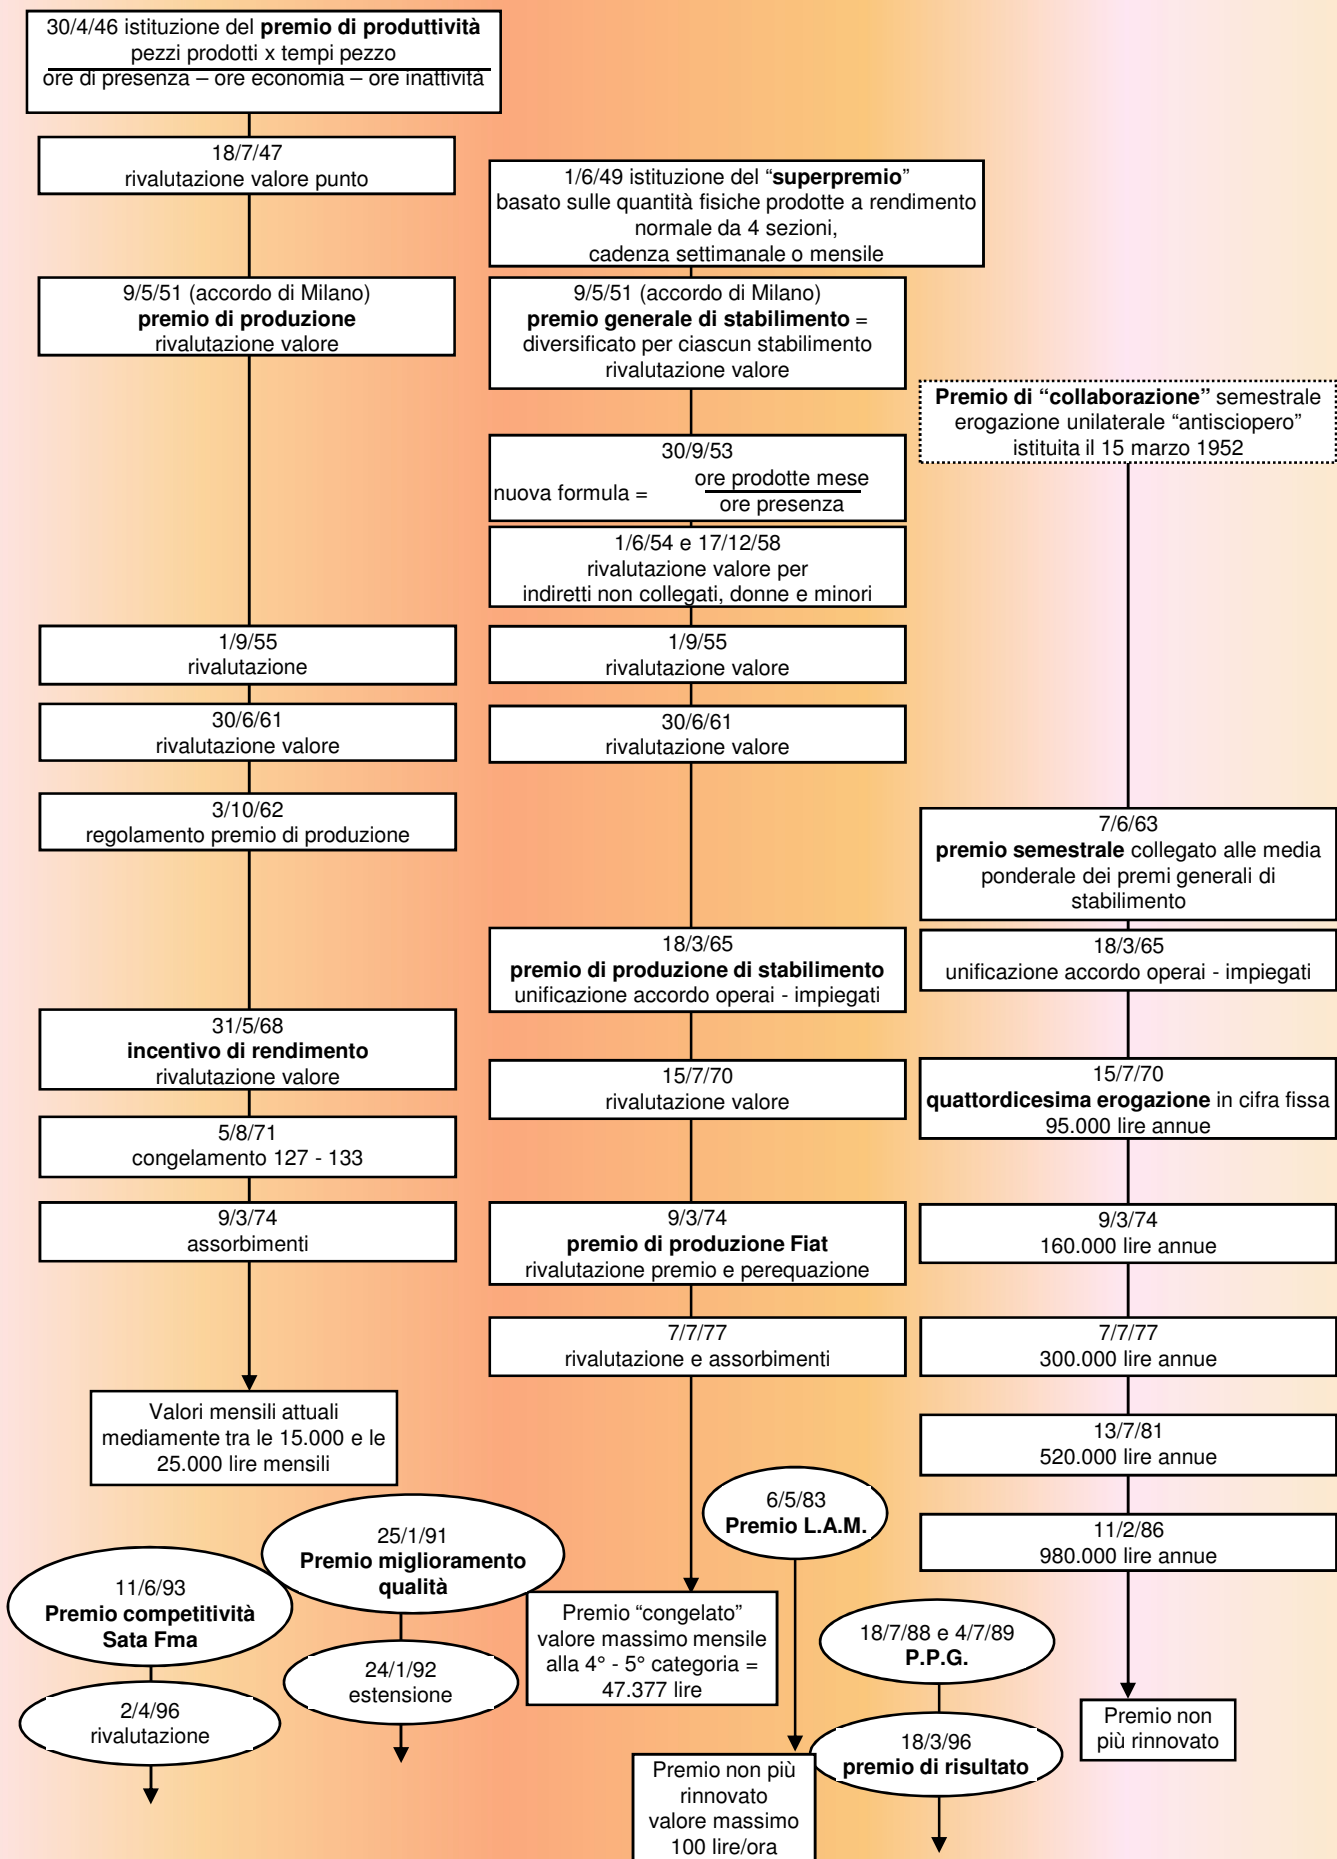 30/4/46 istituzione del premio di produttività
pezzi prodotti x tempi pezzo
ore di presenza – ore economia – ore inattività
18/7/47
rivalutazione valore punto
1/6/49 istituzione del “superpremio”
basato sulle quantità fisiche prodotte a rendimento
normale da 4 sezioni,
cadenza settimanale o mensile
9/5/51 (accordo di Milano)
premio di produzione
rivalutazione valore
9/5/51 (accordo di Milano)
premio generale di stabilimento =
diversificato per ciascun stabilimento
rivalutazione valore
Premio di “collaborazione” semestrale
erogazione unilaterale “antisciopero”
istituita il 15 marzo 1952
30/9/53
nuova formula = ore prodotte mese
ore presenza
1/6/54 e 17/12/58
rivalutazione valore per
indiretti non collegati, donne e minori
1/9/55
rivalutazione
1/9/55
rivalutazione valore
30/6/61
rivalutazione valore
30/6/61
rivalutazione valore
3/10/62
regolamento premio di produzione
7/6/63
premio semestrale collegato alle media
ponderale dei premi generali di
stabilimento
18/3/65
premio di produzione di stabilimento
unificazione accordo operai - impiegati
18/3/65
unificazione accordo operai - impiegati
31/5/68
incentivo di rendimento
rivalutazione valore
15/7/70
rivalutazione valore
15/7/70
quattordicesima erogazione in cifra fissa
95.000 lire annue
5/8/71
congelamento 127 - 133
9/3/74
assorbimenti
9/3/74
premio di produzione Fiat
rivalutazione premio e perequazione
9/3/74
160.000 lire annue
7/7/77
rivalutazione e assorbimenti
7/7/77
300.000 lire annue
Valori mensili attuali
mediamente tra le 15.000 e le
25.000 lire mensili
13/7/81
520.000 lire annue
6/5/83
Premio L.A.M.
25/1/91
Premio miglioramento
qualità
11/2/86
980.000 lire annue
11/6/93
Premio competitività
Sata Fma
Premio “congelato”
valore massimo mensile
alla 4° - 5° categoria =
47.377 lire
18/7/88 e 4/7/89
P.P.G.
24/1/92
estensione
2/4/96
rivalutazione
Premio non
più rinnovato
18/3/96
premio di risultato
Premio non più
rinnovato
valore massimo
100 lire/ora